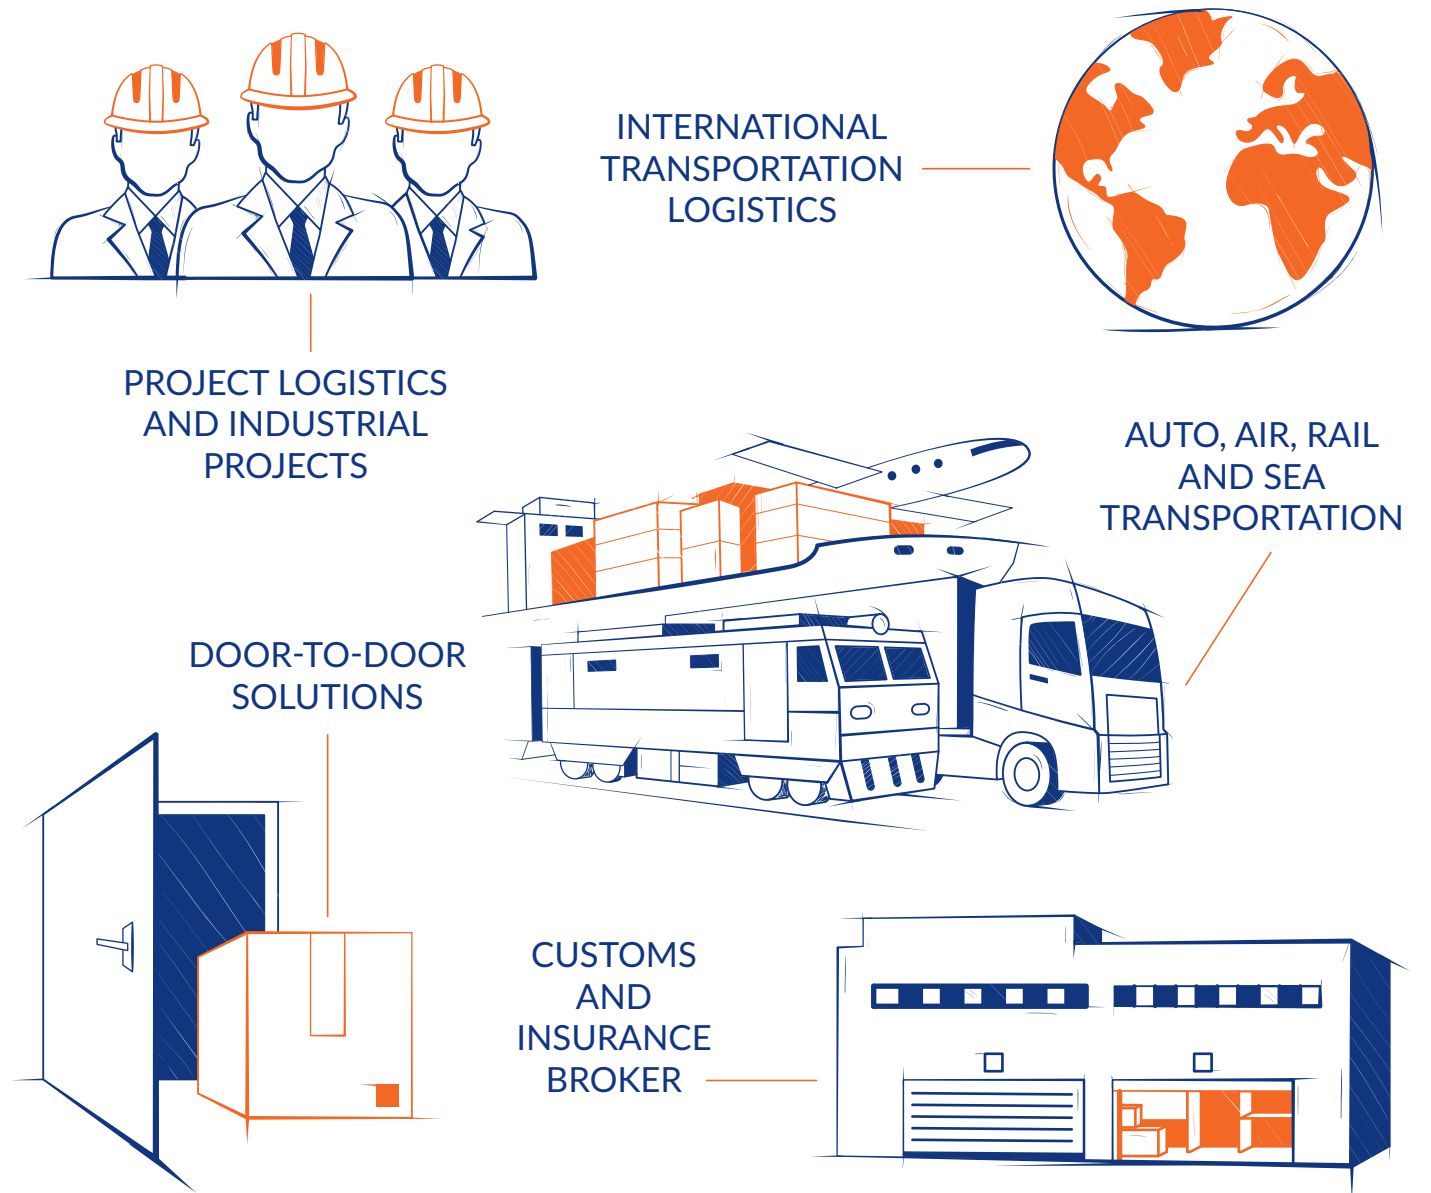 INTERNATIONAL
TRANSPORTATION
LOGISTICS
PROJECT LOGISTICS
AND INDUSTRIAL
PROJECTS
AUTO, AIR, RAIL
AND SEA
TRANSPORTATION
DOOR-TO-DOOR
SOLUTIONS
CUSTOMS
AND
INSURANCE
BROKER